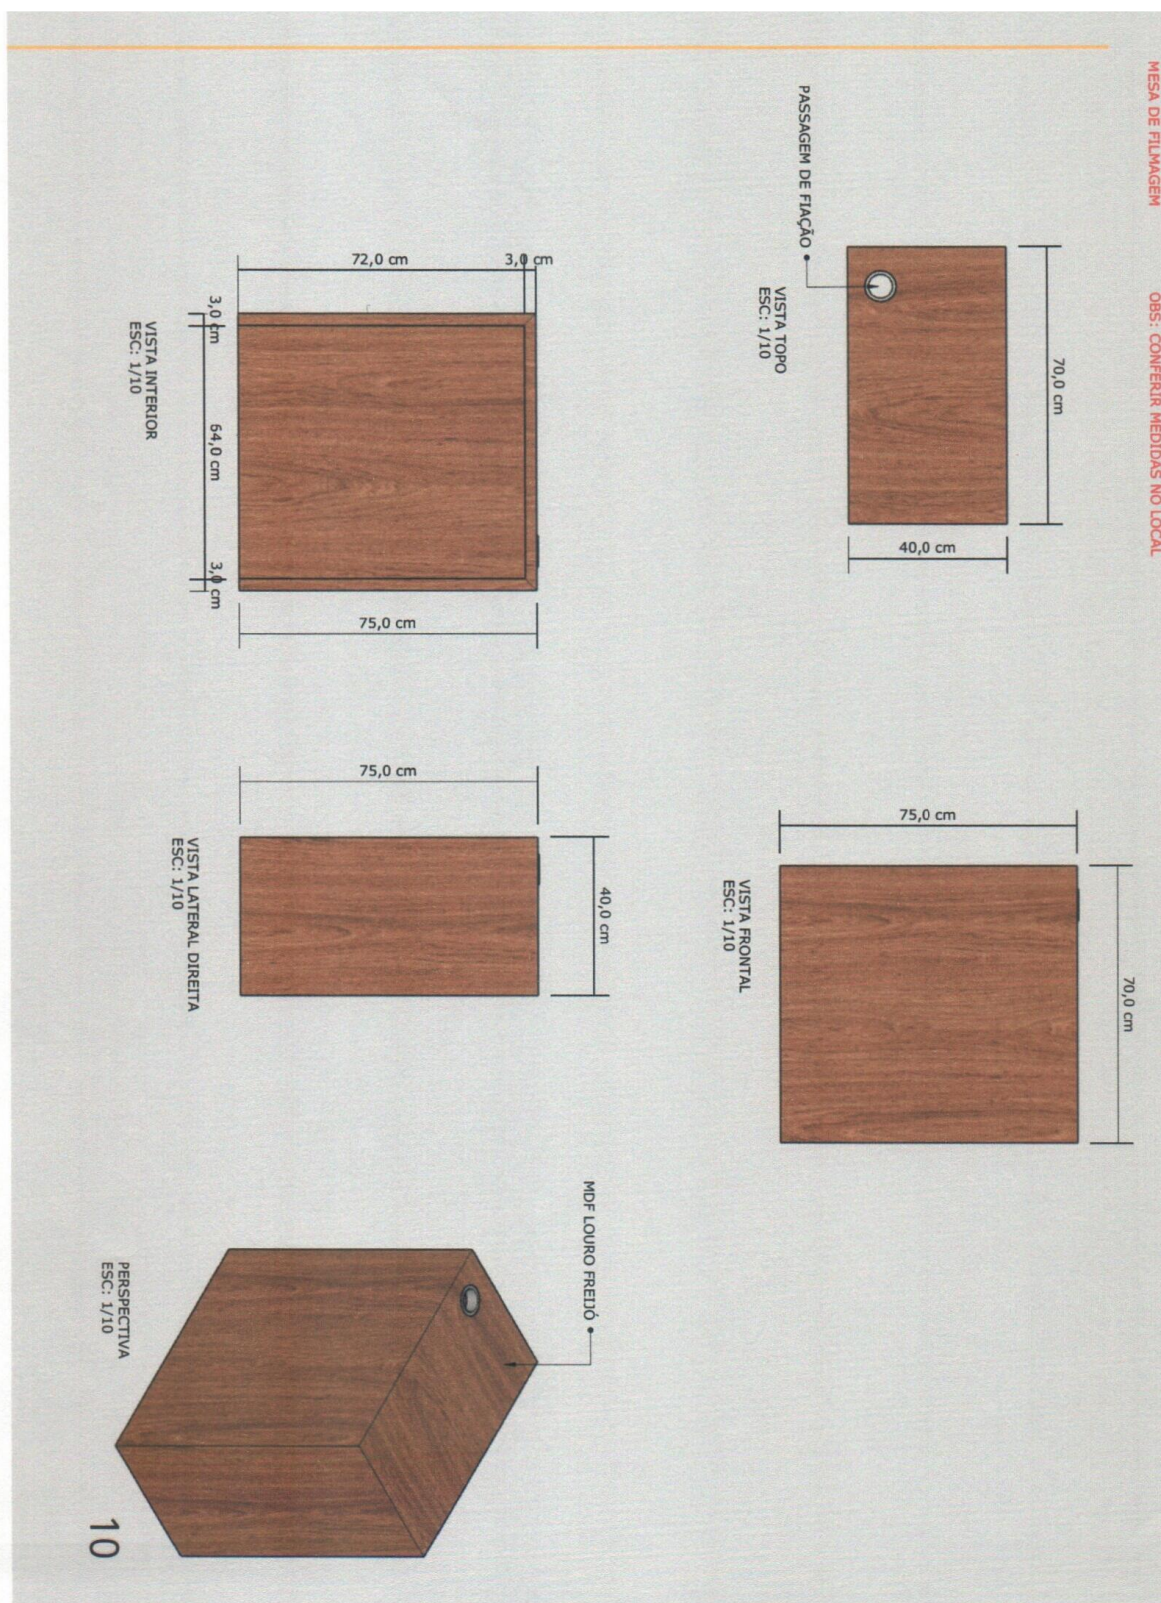 MESA DE FILMAGEM
OBS: CONFERIR MEDIDAS NO LOCAL
70,0 cm
40,0 cm
PASSAGEM DE FIAÇÃO
VISTA TOPO
ESC: 1/10
70,0 cm
75,0 cm
VISTA FRONTAL
ESC: 1/10
3,0 cm
72,0 cm
75,0 cm
3,0 cm
64,0 cm
3,0 cm
VISTA INTERIOR
ESC: 1/10
40,0 cm
75,0 cm
VISTA LATERAL DIREITA
ESC: 1/10
MDF LOURO FREIJÓ
PERSPECTIVA
ESC: 1/10
10